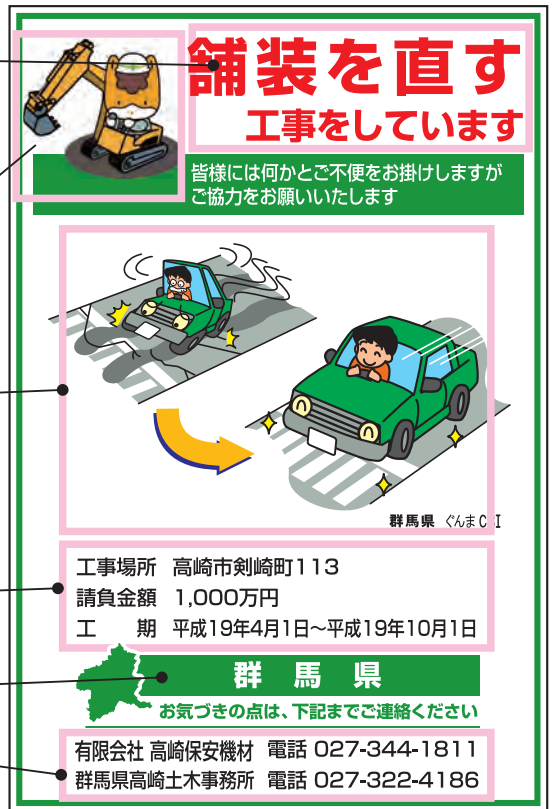 舗装を直す
工事をしています
皆様には何かとご不便をお掛けしますが
ご協力をお願いいたします
群馬県 ぐんまCSI
工事場所 高崎市剣崎町113
請負金額 1,000万円
工 期 平成19年4月1日〜平成19年10月1日
群馬県
お気づきの点は、下記までご連絡ください
有限会社 高崎保安機材 電話 027-344-1811
群馬県高崎土木事務所 電話 027-322-4186